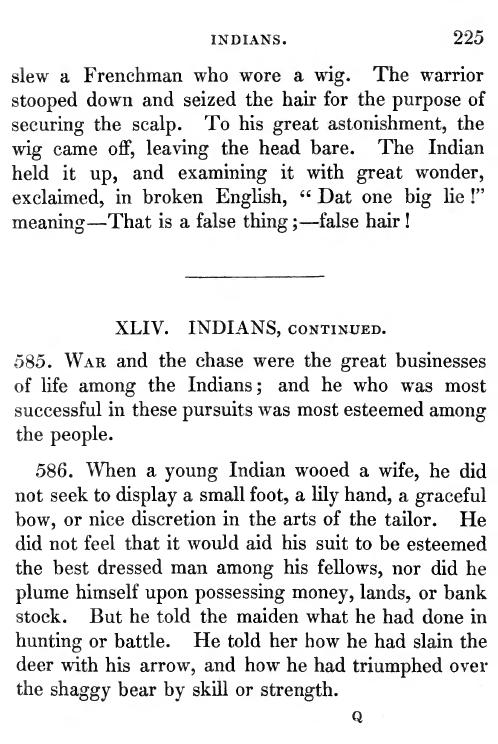 INDIANS. 225
slew a Frenchman who wore a wig. The warrior
stooped down and seized the hair for the purpose of
securing the scalp. To his great astonishment, the
wig came off, leaving the head bare. The Indian
held it up, and examining it with great wonder,
exclaimed, in broken English, “ Dat one big lie !”
meaning—That is a false thing ;—false hair !
XLIV. INDIANS, CONTINUED.
585. WAR and the chase were the great businesses
of life among the Indians ; and he who was most
successful in these pursuits was most esteemed among
the people.
586. When a young Indian wooed a wife, he did
not seek to display a small foot, a lily hand, a graceful
bow, or nice discretion in the arts of the tailor. He
did not feel that it would aid his suit to be esteemed
the best dressed man among his fellows, nor did he
plume himself upon possessing money, lands, or bank
stock. But he told the maiden what he had done in
hunting or battle. He told her how he had slain the
deer with his arrow, and how he had triumphed over
the shaggy bear by skill or strength.
Q